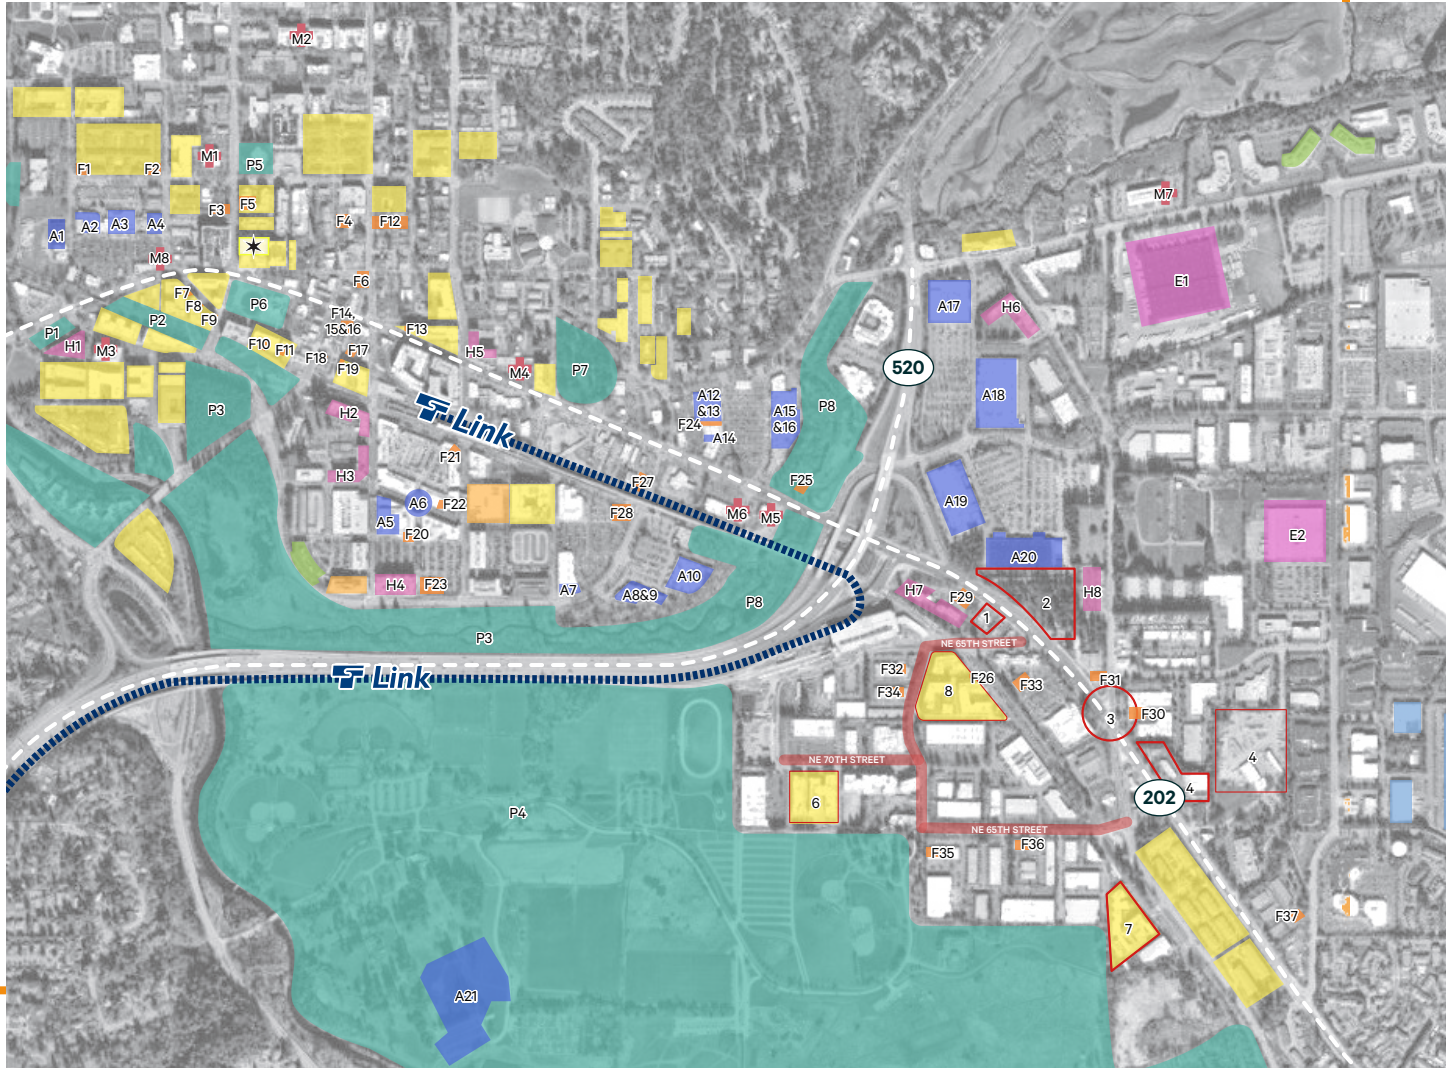 M2
F1
F2
M1
P5
F3
F5
F4
F12
A1
A2
A3
A4
M8
M7
E1
F6
F7
F8
F9
P6
F14,
15&16
F13
P1
P2
H1
M3
F10
F11
F18
F17
F19
H5
M4
P7
A17
H6
520
P3
H2
Link
A12
&13
F24
A14
A15
&16
P8
A18
F21
H3
F27
F25
A19
A6
F22
A5
F20
F28
M6
M5
E2
A20
H4
F23
A7
A8&9
A10
P8
H7
F29
1
2
H8
P3
NE 65TH STREET
Link
F32
F34
8
F26
F33
F31
3
F30
NE 70TH STREET
4
4
202
6
P4
NE 65TH STREET
F35
F36
7
F37
A21